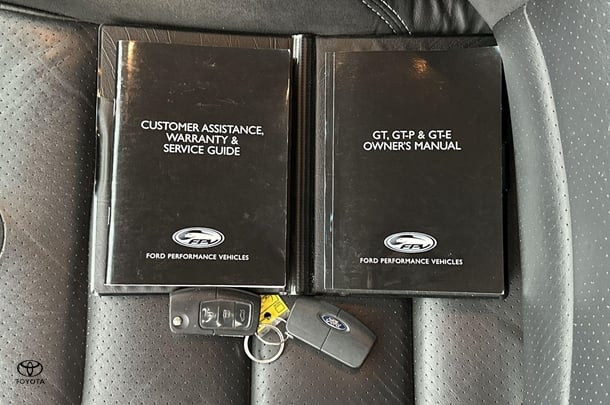 CUSTOMER ASSISTANCE,
WARRANTY &
SERVICE GUIDE
FPV
FORD PERFORMANCE VEHICLES
GT, GT-P & GT-E
OWNER'S MANUAL
FPV
FORD PERFORMANCE VEHICLES
Ford
TOYOTA